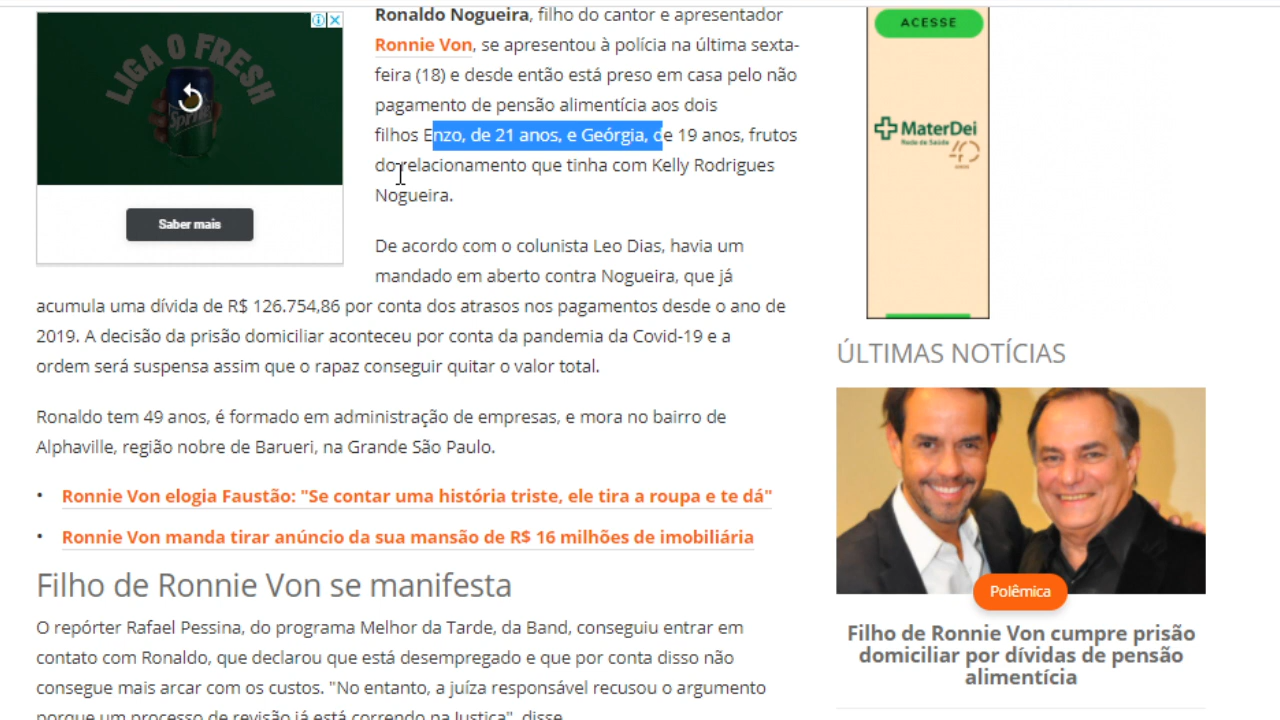 LIGA O FRESH
Sprite
Saber mais
Ronaldo Nogueira, filho do cantor e apresentador
Ronnie Von, se apresentou à polícia na última sexta-
feira (18) e desde então está preso em casa pelo não
pagamento de pensão alimentícia aos dois
filhos Enzo, de 21 anos, e Geórgia, de 19 anos, frutos
do relacionamento que tinha com Kelly Rodrigues
Nogueira.
De acordo com o colunista Leo Dias, havia um
mandado em aberto contra Nogueira, que já
acumula uma dívida de R$ 126.754,86 por conta dos atrasos nos pagamentos desde o ano de
2019. A decisão da prisão domiciliar aconteceu por conta da pandemia da Covid-19 e a
ordem será suspensa assim que o rapaz conseguir quitar o valor total.
Ronaldo tem 49 anos, é formado em administração de empresas, e mora no bairro de
Alphaville, região nobre de Barueri, na Grande São Paulo.
• Ronnie Von elogia Faustão: "Se contar uma história triste, ele tira a roupa e te dá"
• Ronnie Von manda tirar anúncio da sua mansão de R$ 16 milhões de imobiliária
Filho de Ronnie Von se manifesta
O repórter Rafael Pessina, do programa Melhor da Tarde, da Band, conseguiu entrar em
contato com Ronaldo, que declarou que está desempregado e que por conta disso não
consegue mais arcar com os custos. "No entanto, a juíza responsável recusou o argumento
porque um processo de revisão já está correndo na Justiça", disse
ACESSE
MaterDei
Rede de Saúde
40
ÚLTIMAS NOTÍCIAS
Polêmica
Filho de Ronnie Von cumpre prisão
domiciliar por dívidas de pensão
alimentícia